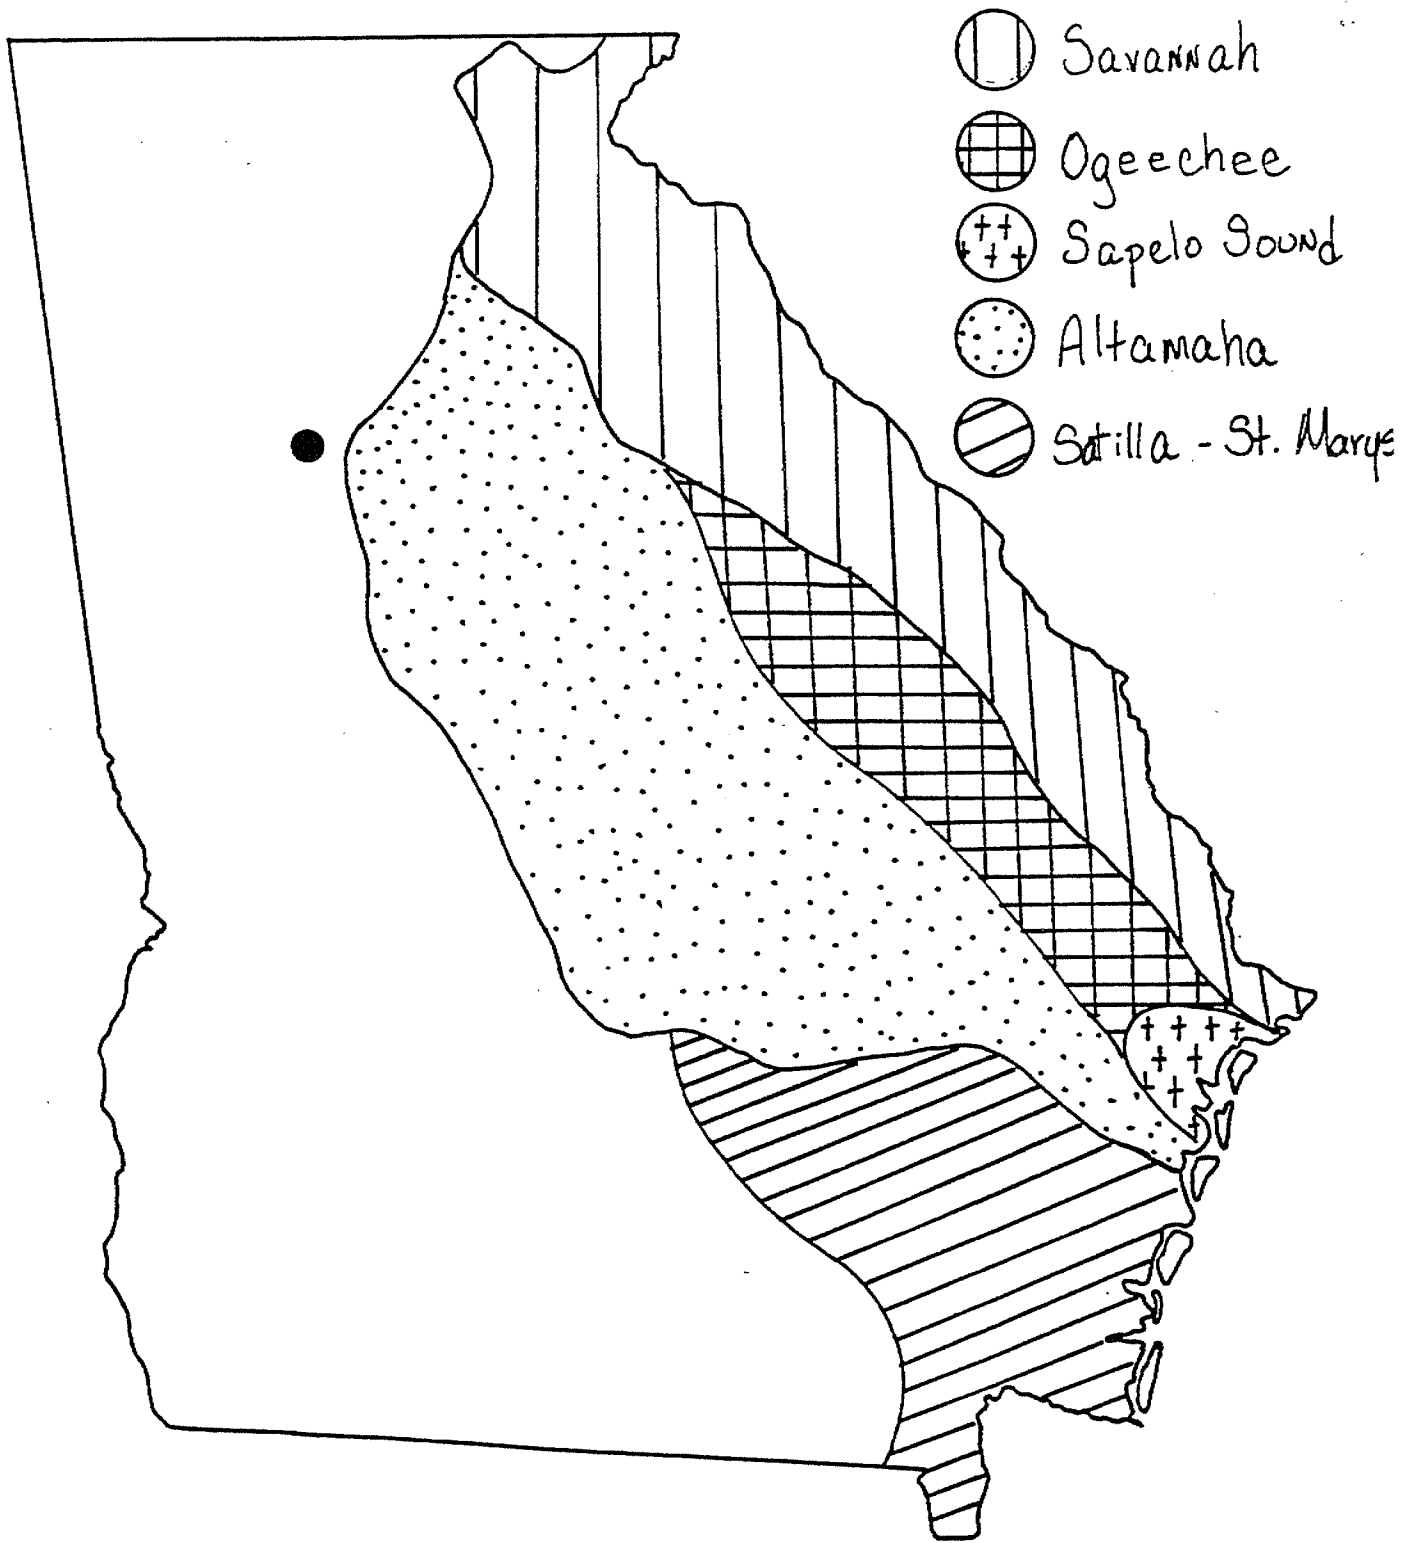 Savannah
Ogeechee
Sapelo Sound
Altamaha
Satilla - St. Marys